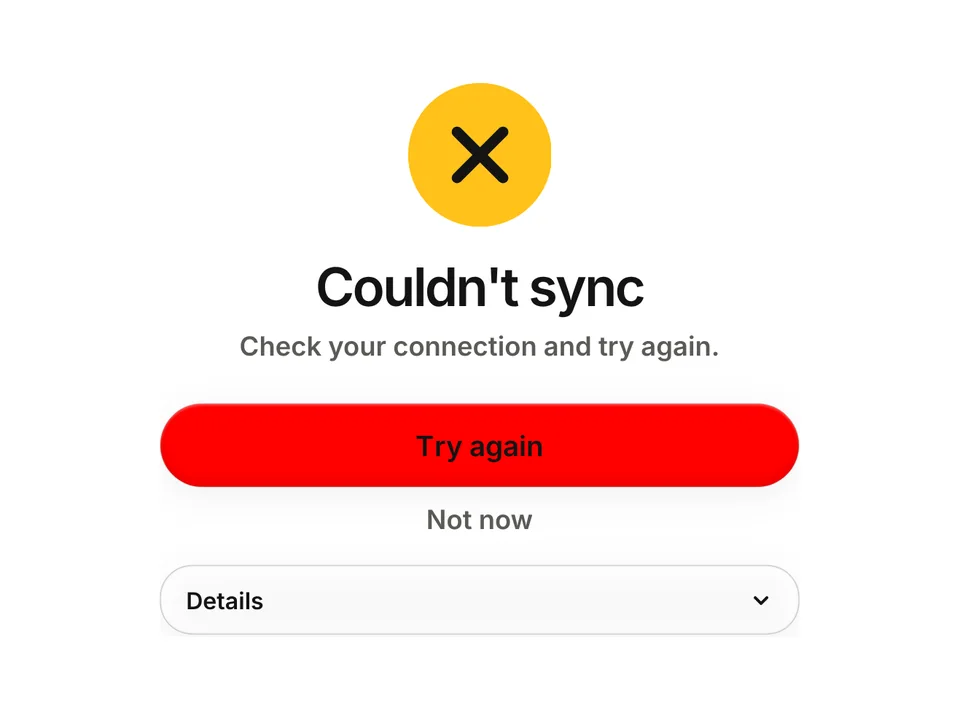 Couldn't sync
Check your connection and try again.
Try again
Not now
Details